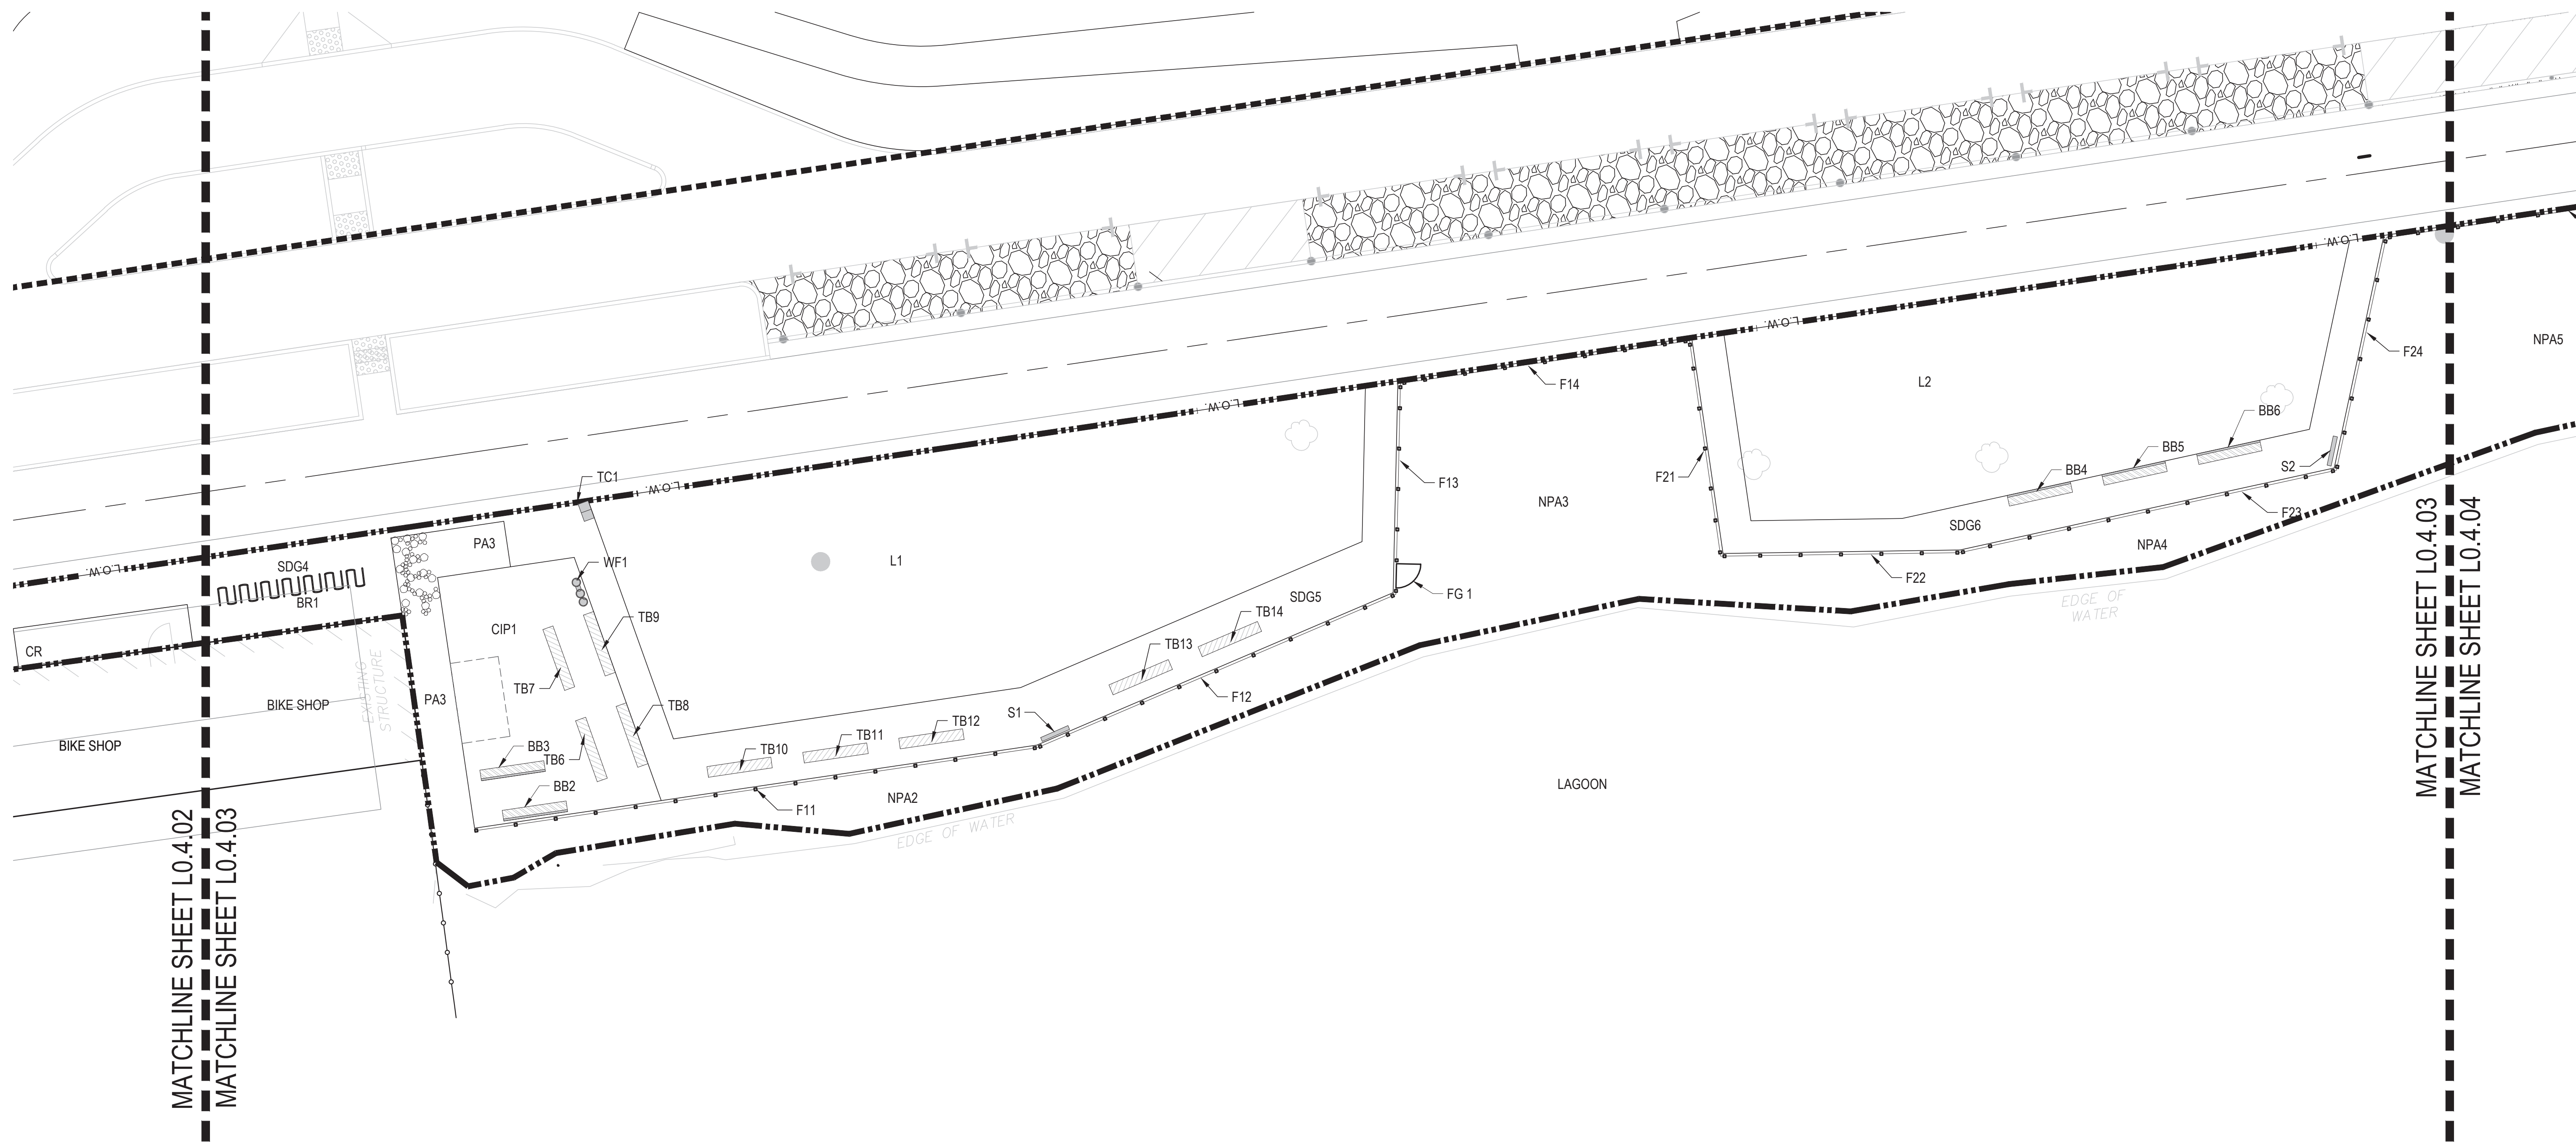 L.O.W.
L.O.W.
NPA5
F24
L2
F14
BB6
BB5
BB4
S2
F21
F13
NPA3
F23
SDG6
NPA4
F22
FG 1
EDGE OF
WATER
L.O.W.
L.O.W.
TC1
L1
PA3
WF1
L.O.W.
SDG4
BR1
SDG5
TB14
TB13
F12
CIP1
TB9
TB7
TB8
CR
BIKE SHOP
BIKE SHOP
EXISTING
STRUCTURE
PA3
S1
TB12
TB11
TB10
BB3
TB6
BB2
F11
NPA2
EDGE OF WATER
LAGOON
MATCHLINE SHEET L0.4.02
MATCHLINE SHEET L0.4.03
MATCHLINE SHEET L0.4.03
MATCHLINE SHEET L0.4.04